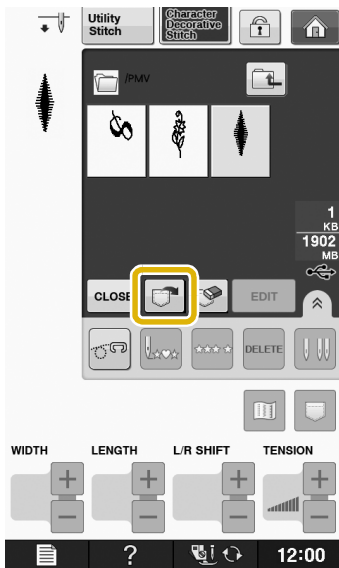 Utility
Stitch
Character
Decorative
Stitch
/PMV
1
KB
1902
MB
CLOSE
EDIT
DELETE
WIDTH
LENGTH
L/R SHIFT
TENSION
?
12:00